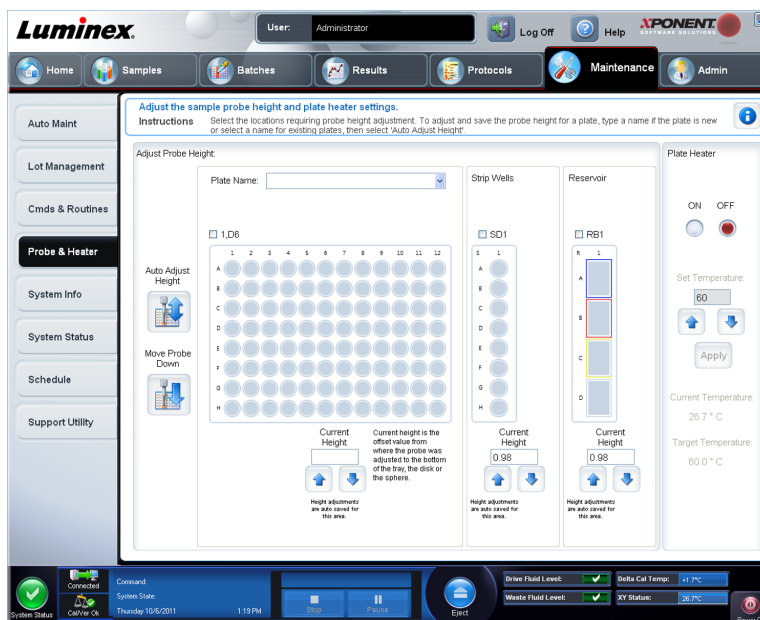 Luminex.
User: Administrator
Log Off
Help
XPONENT
SOFTWARE SOLUTIONS
Home
Samples
Batches
Results
Protocols
Maintenance
Admin
Auto Maint
Lot Management
Cmds & Routines
Probe & Heater
System Info
System Status
Schedule
Support Utility
Adjust the sample probe height and plate heater settings.
Instructions
Select the locations requiring probe height adjustment. To adjust and save the probe height for a plate, type a name if the plate is new
or select a name for existing plates, then select 'Auto Adjust Height'.
Adjust Probe Height:
Auto Adjust
Height
Move Probe
Down
Plate Name:
1,D6
1 2 3 4 5 6 7 8 9 10 11 12
A
B
C
D
E
F
G
H
Current
Height
Current height is the
offset value from
where the probe was
adjusted to the bottom
of the tray, the disk or
the sphere.
Strip Wells
SD1
S 1
A
B
C
D
E
F
G
H
Current
Height
0.98
Height adjustments
are auto saved for
this area.
Reservoir
RB1
R 1
A
B
C
D
Current
Height
0.98
Height adjustments
are auto saved for
this area.
Height adjustments
are auto saved for
this area.
Plate Heater
ON OFF
Set Temperature:
60
Apply
Current Temperature:
26.7 ° C
Target Temperature:
60.0 ° C
System Status
Connected
Cal/Ver Ok
Command:
System State:
Thursday 10/6/2011 1:19 PM
Stop
Pause
Eject
Drive Fluid Level:
Waste Fluid Level:
Delta Cal Temp: +1.7°C
XY Status: 26.7°C